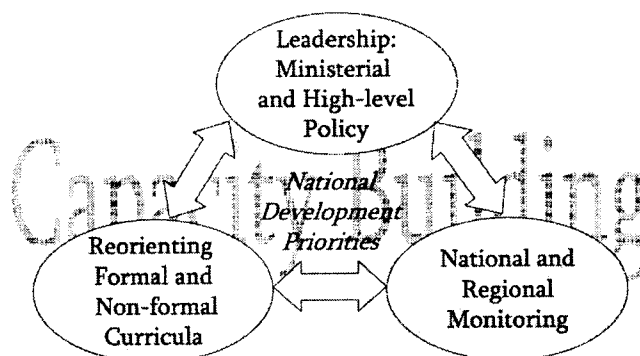 Leadership:
Ministerial
and High-level
Policy
Capacity Building
National
Development
Priorities
Reorienting
Formal and
Non-formal
Curricula
National and
Regional
Monitoring